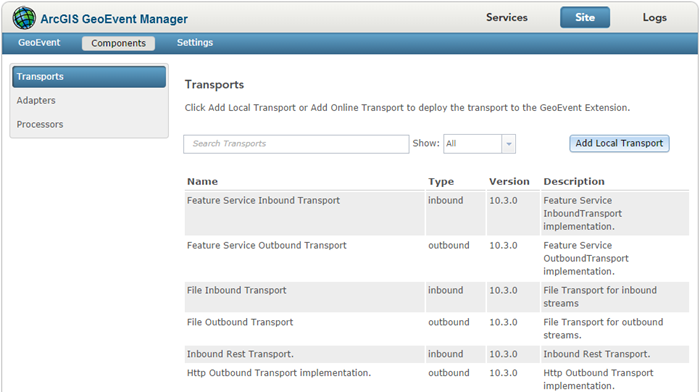 ArcGIS GeoEvent Manager
Services Site Logs
GeoEvent Components Settings
Transports
Adapters
Processors
Transports
Click Add Local Transport or Add Online Transport to deploy the transport to the GeoEvent Extension.
Search Transports Show: All Add Local Transport
Name Type Version Description
Feature Service Inbound Transport inbound 10.3.0 Feature Service
InboundTransport
implementation.
Feature Service Outbound Transport outbound 10.3.0 Feature Service
OutboundTransport
implementation.
File Inbound Transport inbound 10.3.0 File Transport for inbound
streams
File Outbound Transport outbound 10.3.0 File Transport for outbound
streams.
Inbound Rest Transport. inbound 10.3.0 Inbound Rest Transport.
Http Outbound Transport implementation. outbound 10.3.0 Http Outbound Transport
implementation.